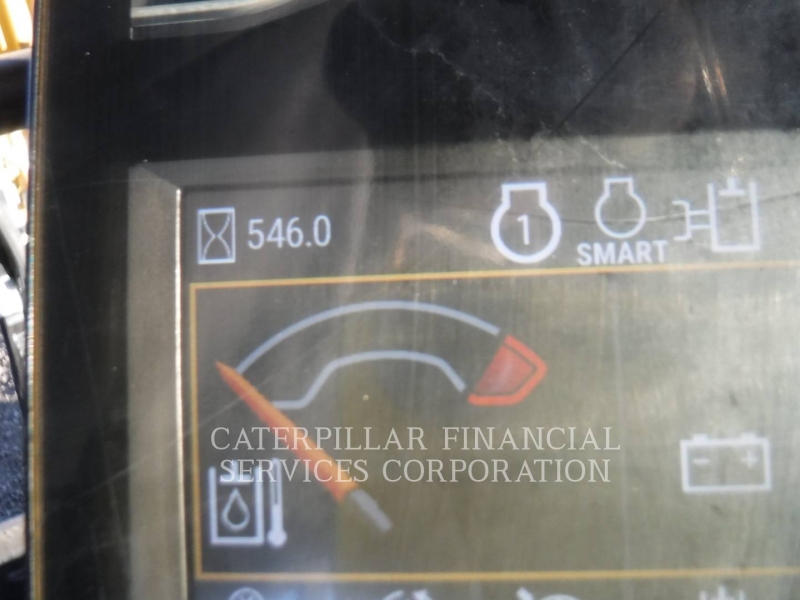 546.0
1
SMART
CATERPILLAR FINANCIAL
SERVICES CORPORATION